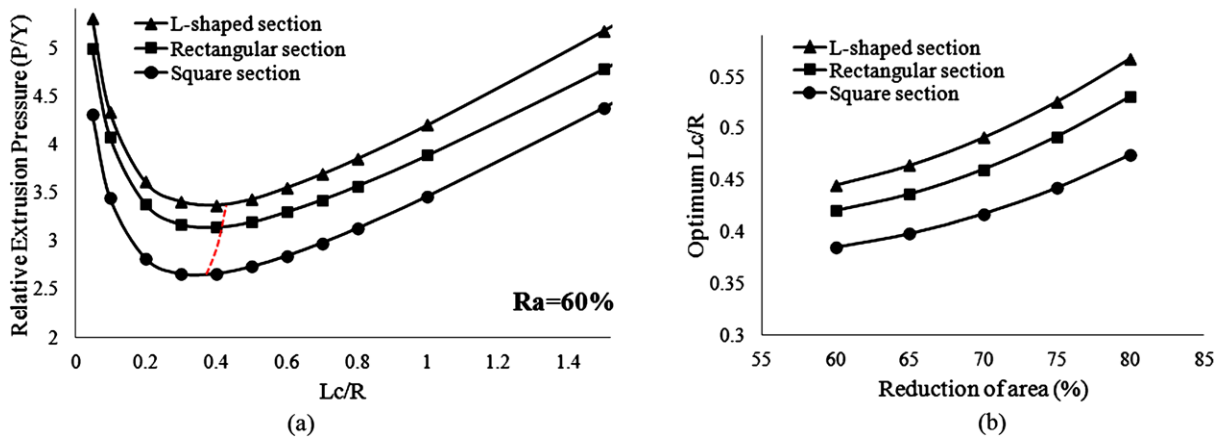 Relative Extrusion Pressure (P/Y)
5
4.5
4
3.5
3
2.5
2
L-shaped section
Rectangular section
Square section
Ra=60%
0 0.2 0.4 0.6 0.8 1 1.2 1.4
Lc/R
(a)
Optimum Lc/R
0.55
0.5
0.45
0.4
0.35
0.3
L-shaped section
Rectangular section
Square section
55 60 65 70 75 80 85
Reduction of area (%)
(b)